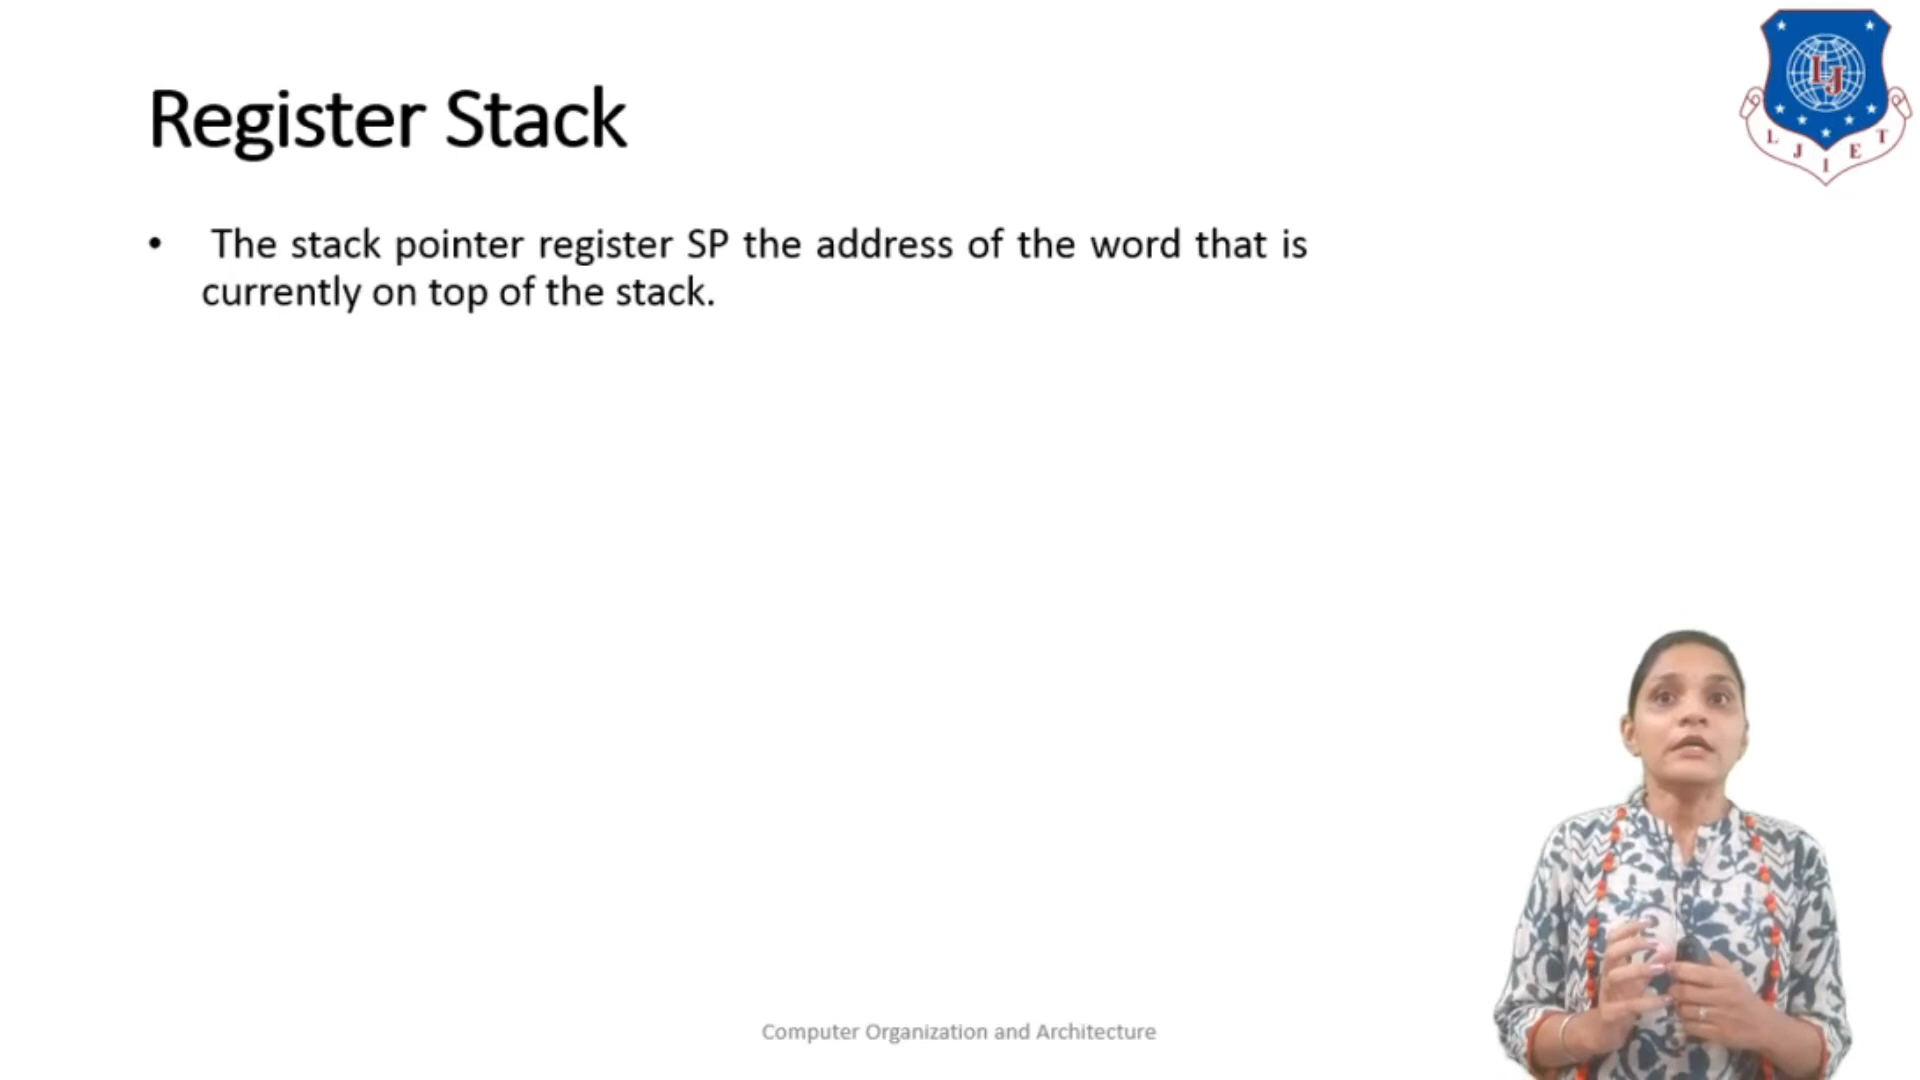 Register Stack
• The stack pointer register SP the address of the word that is
currently on top of the stack.
LJ
L J I E T
Computer Organization and Architecture